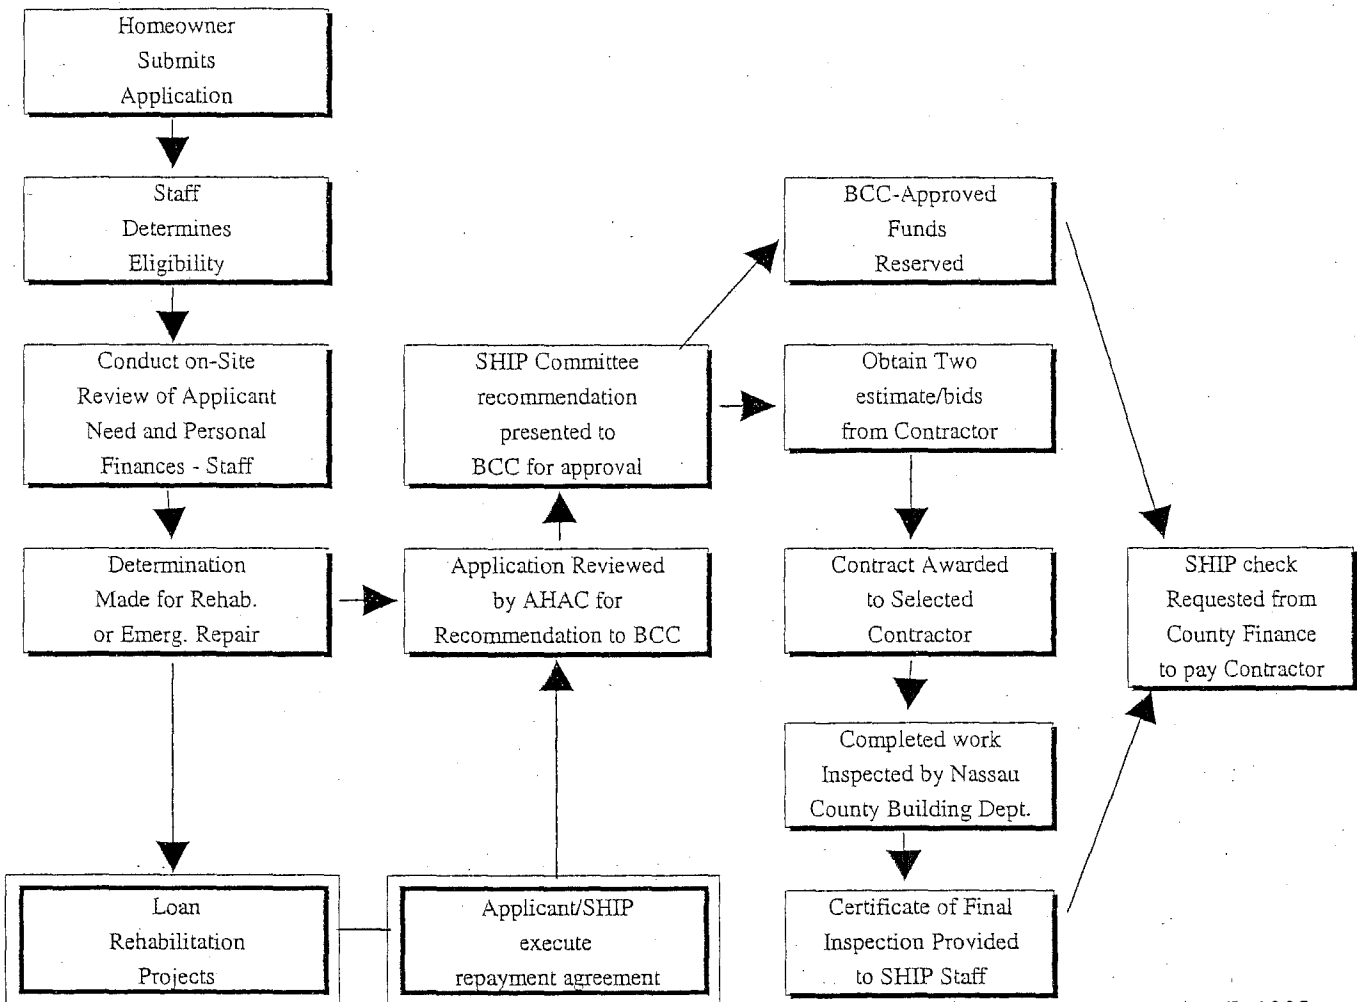 Homeowner
Submits
Application
Staff
Determines
Eligibility
Conduct on-Site
Review of Applicant
Need and Personal
Finances - Staff
Determination
Made for Rehab.
or Emerg. Repair
Loan
Rehabilitation
Projects
Applicant/SHIP
execute
repayment agreement
Application Reviewed
by AHAC for
Recommendation to BCC
SHIP Committee
recommendation
presented to
BCC for approval
BCC-Approved
Funds
Reserved
Obtain Two
estimate/bids
from Contractor
Contract Awarded
to Selected
Contractor
Completed work
Inspected by Nassau
County Building Dept.
Certificate of Final
Inspection Provided
to SHIP Staff
SHIP check
Requested from
County Finance
to pay Contractor